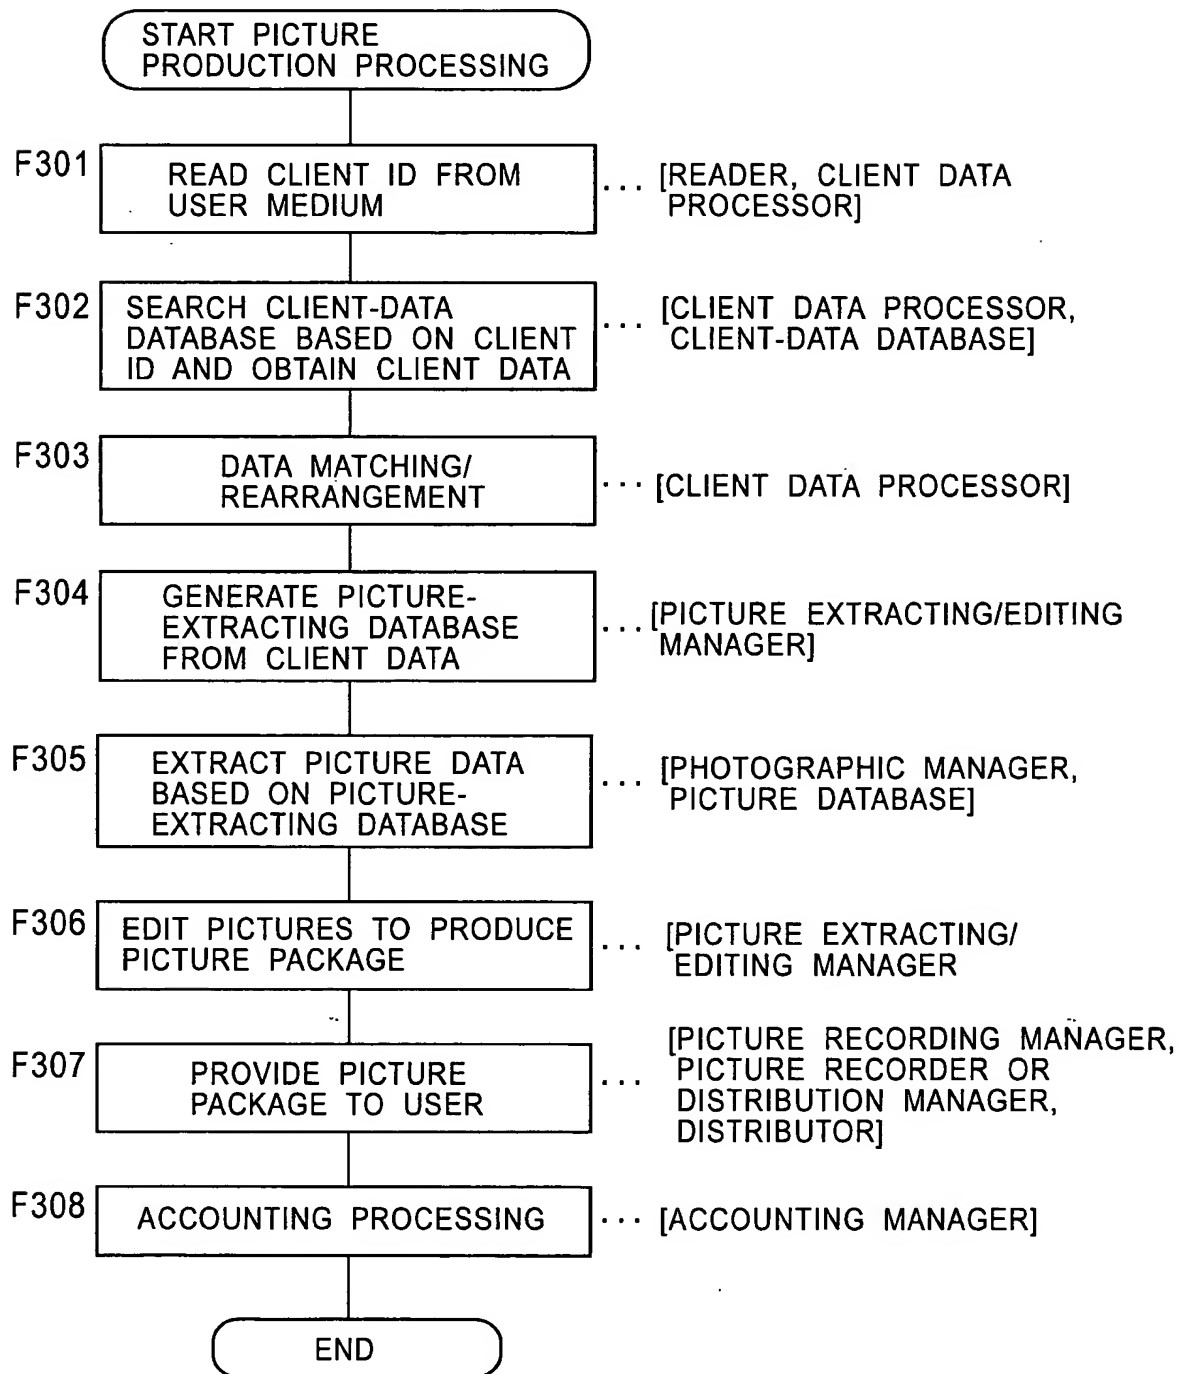 START PICTURE
PRODUCTION PROCESSING
F301
READ CLIENT ID FROM
USER MEDIUM
... [READER, CLIENT DATA
PROCESSOR]
F302
SEARCH CLIENT-DATA
DATABASE BASED ON CLIENT
ID AND OBTAIN CLIENT DATA
... [CLIENT DATA PROCESSOR,
CLIENT-DATA DATABASE]
F303
DATA MATCHING/
REARRANGEMENT
... [CLIENT DATA PROCESSOR]
F304
GENERATE PICTURE-
EXTRACTING DATABASE
FROM CLIENT DATA
... [PICTURE EXTRACTING/EDITING
MANAGER]
F305
EXTRACT PICTURE DATA
BASED ON PICTURE-
EXTRACTING DATABASE
... [PHOTOGRAPHIC MANAGER,
PICTURE DATABASE]
F306
EDIT PICTURES TO PRODUCE
PICTURE PACKAGE
... [PICTURE EXTRACTING/
EDITING MANAGER
F307
PROVIDE PICTURE
PACKAGE TO USER
... [PICTURE RECORDING MANAGER,
PICTURE RECORDER OR
DISTRIBUTION MANAGER,
DISTRIBUTOR]
F308
ACCOUNTING PROCESSING
... [ACCOUNTING MANAGER]
END